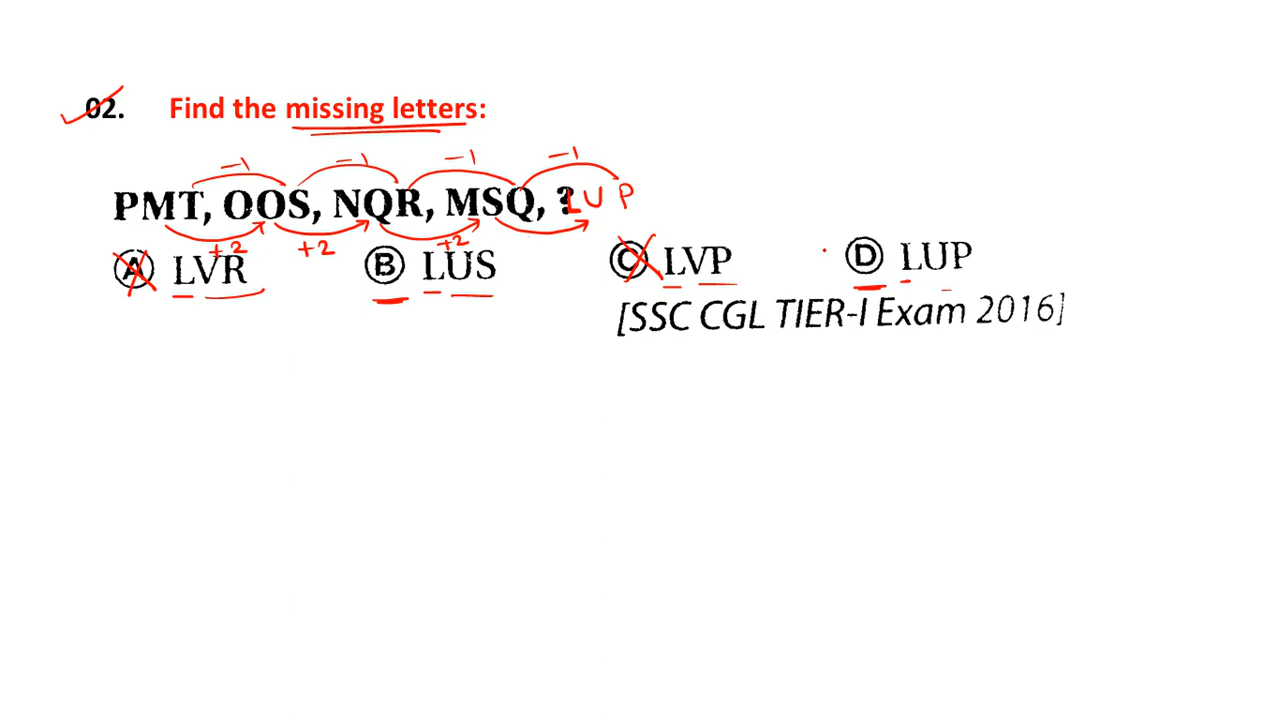 02. Find the missing letters:
-1 -1 -1 -1
PMT, OOS, NQR, MSQ, ? LUP
+2 +2 +2
A LVR B LUS C LVP D LUP
[SSC CGL TIER-I Exam 2016]